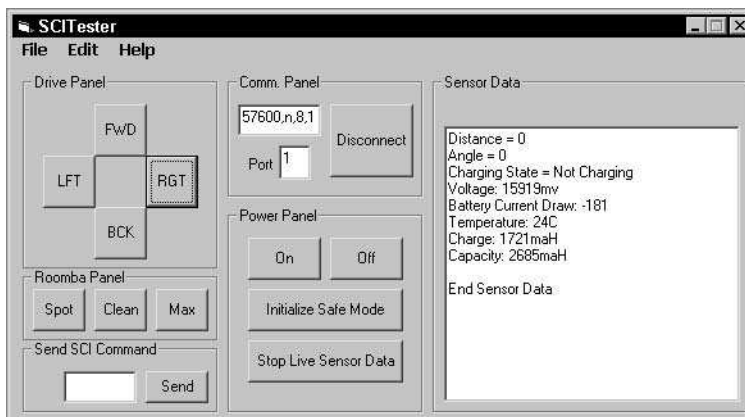 SCITester
File Edit Help
Drive Panel
FWD
LFT
RGT
BCK
Roomba Panel
Spot Clean Max
Send SCI Command
Send
Comm. Panel
57600,n,8,1
Port 1
Disconnect
Power Panel
On Off
Initialize Safe Mode
Stop Live Sensor Data
Sensor Data
Distance = 0
Angle = 0
Charging State = Not Charging
Voltage: 15919mv
Battery Current Draw: -181
Temperature: 24C
Charge: 1721maH
Capacity: 2685maH
End Sensor Data